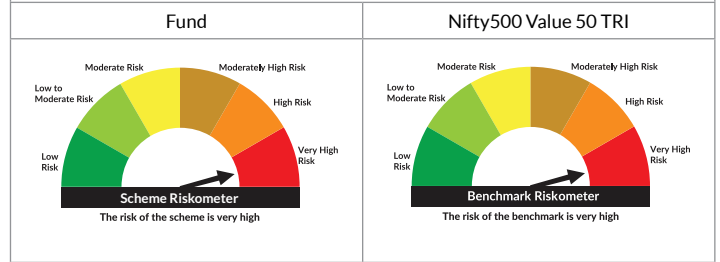 Fund
Moderate Risk
Moderately High Risk
Low to
Moderate Risk
High Risk
Low
Risk
Very High
Risk
Scheme Riskometer
The risk of the scheme is very high
Nifty500 Value 50 TRI
Moderate Risk
Moderately High Risk
Low to
Moderate Risk
High Risk
Low
Risk
Very High
Risk
Benchmark Riskometer
The risk of the benchmark is very high